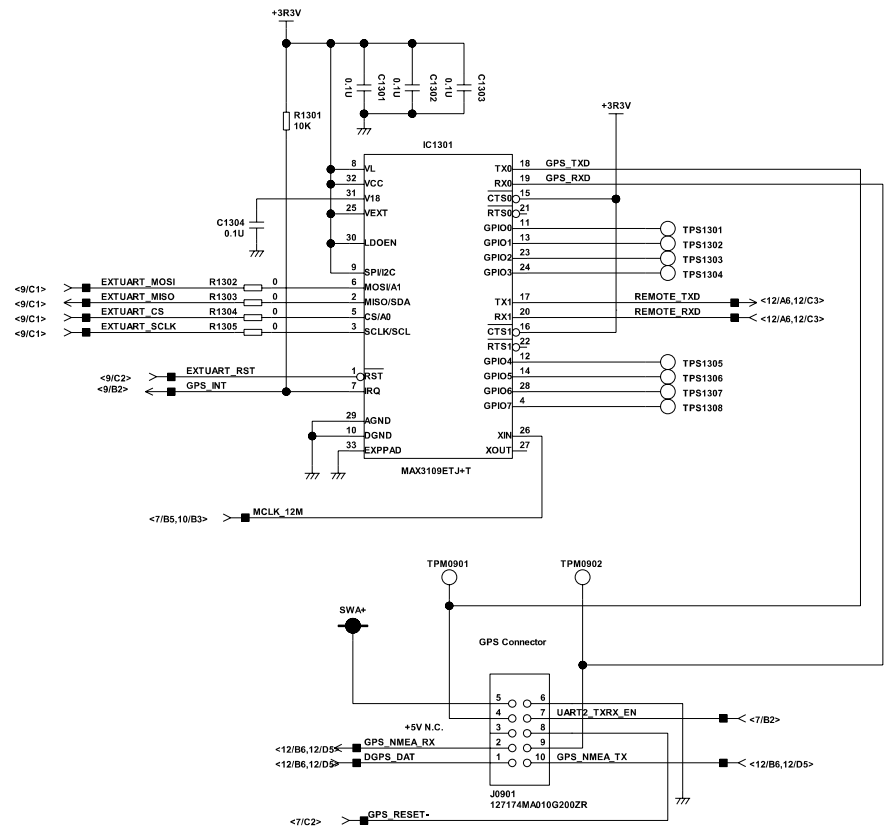 +3R3V
C1301
0.1U
C1302
0.1U
C1303
0.1U
R1301
10K
+3R3V
IC1301
8 VL
32 VCC
31 V18
25 VEXT
30 LDOEN
9 SPI/I2C
6 MOSI/A1
2 MISO/SDA
5 CS/A0
3 SCLK/SCL
1 RST
7 IRQ
29 AGND
10 DGND
33 EXPPAD
TX0 18 GPS_TXD
RX0 19 GPS_RXD
CTS0 15
RTS0 21
GPIO0 11 TPS1301
GPIO1 13 TPS1302
GPIO2 23 TPS1303
GPIO3 24 TPS1304
TX1 17 REMOTE_TXD <12/A6,12/C3>
RX1 20 REMOTE_RXD <12/A6,12/C3>
CTS1 16
RTS1 22
GPIO4 12 TPS1305
GPIO5 14 TPS1306
GPIO6 28 TPS1307
GPIO7 4 TPS1308
XIN 26
XOUT 27
C1304
0.1U
<9/C1> EXTUART_MOSI R1302 0
<9/C1> EXTUART_MISO R1303 0
<9/C1> EXTUART_CS R1304 0
<9/C1> EXTUART_SCLK R1305 0
<9/C2> EXTUART_RST
<9/B2> GPS_INT
MAX3109ETJ+T
<7/B5,10/B3> MCLK_12M
TPM0901
TPM0902
SWA+
GPS Connector
5 6
4 7 UART2_TXRX_EN <7/B2>
+5V N.C.
3 8
<12/B6,12/D5> GPS_NMEA_RX 2 9
<12/B6,12/D5> DGPS_DAT 1 10 GPS_NMEA_TX <12/B6,12/D5>
J0901
127174MA010G200ZR
<7/C2> GPS_RESET-